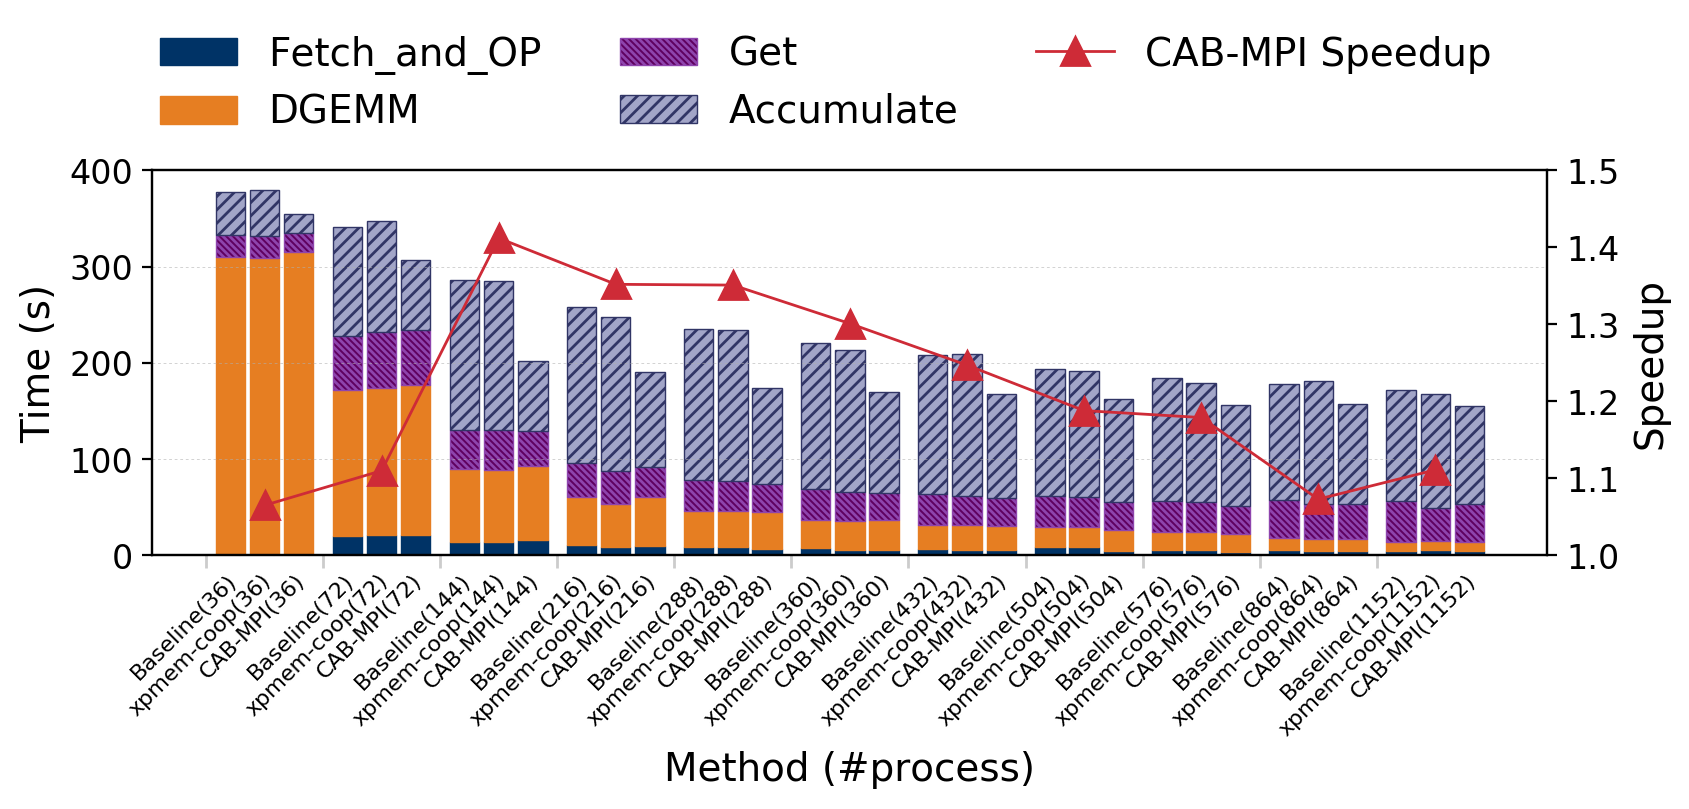 Fetch_and_OP
DGEMM
Get
Accumulate
CAB-MPI Speedup
Time (s)
400
300
200
100
0
1.5
1.4
1.3
1.2
1.1
1.0
Speedup
Baseline(36)
xpmem-coop(36)
CAB-MPI(36)
Baseline(72)
xpmem-coop(72)
CAB-MPI(72)
Baseline(144)
xpmem-coop(144)
CAB-MPI(144)
Baseline(216)
xpmem-coop(216)
CAB-MPI(216)
Baseline(288)
xpmem-coop(288)
CAB-MPI(288)
Baseline(360)
xpmem-coop(360)
CAB-MPI(360)
Baseline(432)
xpmem-coop(432)
CAB-MPI(432)
Baseline(504)
xpmem-coop(504)
CAB-MPI(504)
Baseline(576)
xpmem-coop(576)
CAB-MPI(576)
Baseline(864)
xpmem-coop(864)
CAB-MPI(864)
Baseline(1152)
xpmem-coop(1152)
CAB-MPI(1152)
Method (#process)